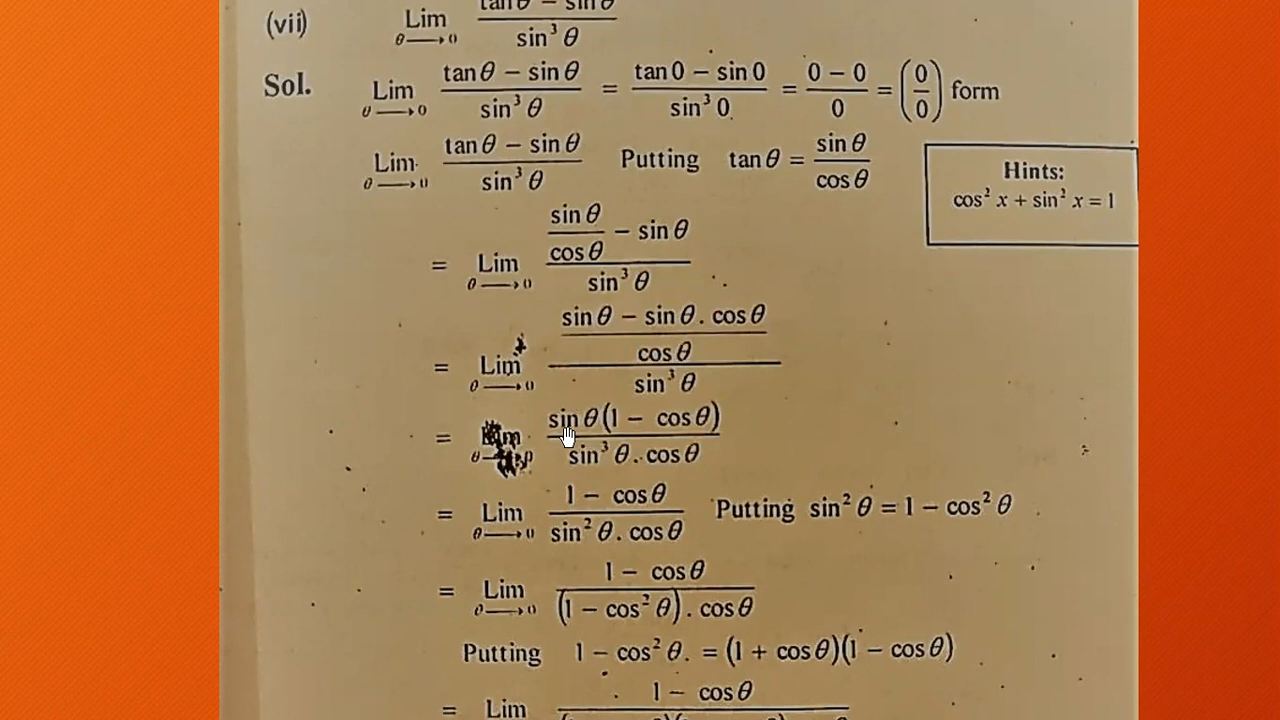 (vii) Lim θ→0 (tanθ − sinθ)/(sin³θ)
Sol. Lim θ→0 (tanθ − sinθ)/(sin³θ) = (tan0 − sin0)/(sin³0) = (0 − 0)/0 = (0/0) form
Lim θ→0 (tanθ − sinθ)/(sin³θ) Putting tanθ = sinθ/cosθ
Hints:
cos² x + sin² x = 1
= Lim θ→0 (sinθ/cosθ − sinθ)/(sin³θ)
= Lim θ→0 ((sinθ − sinθ . cosθ)/cosθ)/(sin³θ)
= Lim θ→0 (sinθ(1 − cosθ))/(sin³θ . cosθ)
= Lim θ→0 (1 − cosθ)/(sin²θ . cosθ) Putting sin²θ = 1 − cos²θ
= Lim θ→0 (1 − cosθ)/((1 − cos²θ) . cosθ)
Putting 1 − cos²θ. = (1 + cosθ)(1 − cosθ)
= Lim 1 − cosθ